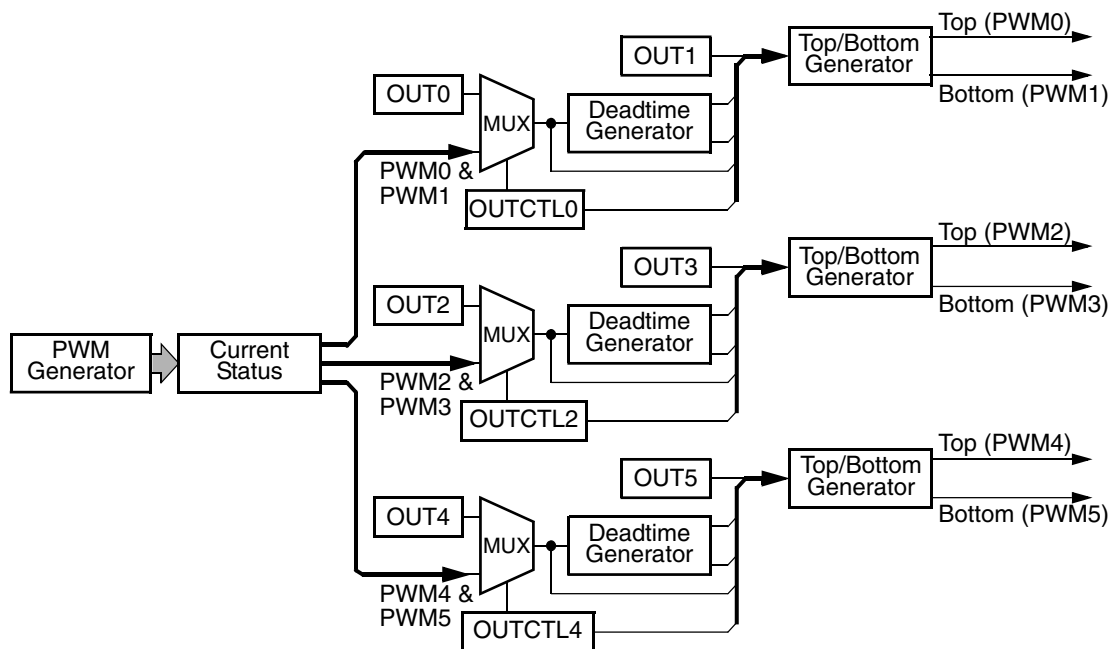 Top (PWM0)
OUT1
Top/Bottom
Generator
Bottom (PWM1)
OUT0
MUX
Deadtime
Generator
PWM0 &
PWM1
OUTCTL0
Top (PWM2)
OUT3
Top/Bottom
Generator
Bottom (PWM3)
OUT2
MUX
Deadtime
Generator
PWM
Generator
Current
Status
PWM2 &
PWM3
OUTCTL2
Top (PWM4)
OUT5
Top/Bottom
Generator
Bottom (PWM5)
OUT4
MUX
Deadtime
Generator
PWM4 &
PWM5
OUTCTL4